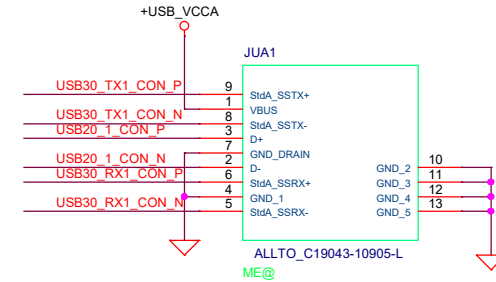 +USB_VCCA
JUA1
USB30_TX1_CON_P 9 StdA_SSTX+
1 VBUS
USB30_TX1_CON_N 8 StdA_SSTX-
USB20_1_CON_P 3 D+
7 GND_DRAIN
USB20_1_CON_N 2 D- GND_2 10
USB30_RX1_CON_P 6 StdA_SSRX+ GND_3 11
4 GND_1 GND_4 12
USB30_RX1_CON_N 5 StdA_SSRX- GND_5 13
ALLTO_C19043-10905-L
ME@